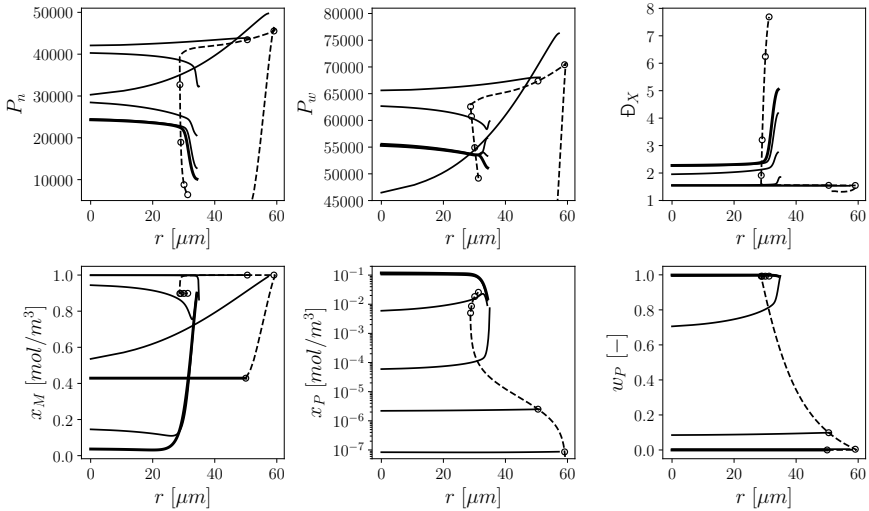 50000
40000
30000
20000
10000
P_n
0 20 40 60
r [μm]
80000
75000
70000
65000
60000
55000
50000
45000
P_w
0 20 40 60
r [μm]
8
7
6
5
4
3
2
1
Đ_X
0 20 40 60
r [μm]
1.0
0.8
0.6
0.4
0.2
0.0
x_M [mol/m^3]
0 20 40 60
r [μm]
10^{-1}
10^{-2}
10^{-3}
10^{-4}
10^{-5}
10^{-6}
10^{-7}
x_P [mol/m^3]
0 20 40 60
r [μm]
1.0
0.8
0.6
0.4
0.2
0.0
w_P [−]
0 20 40 60
r [μm]